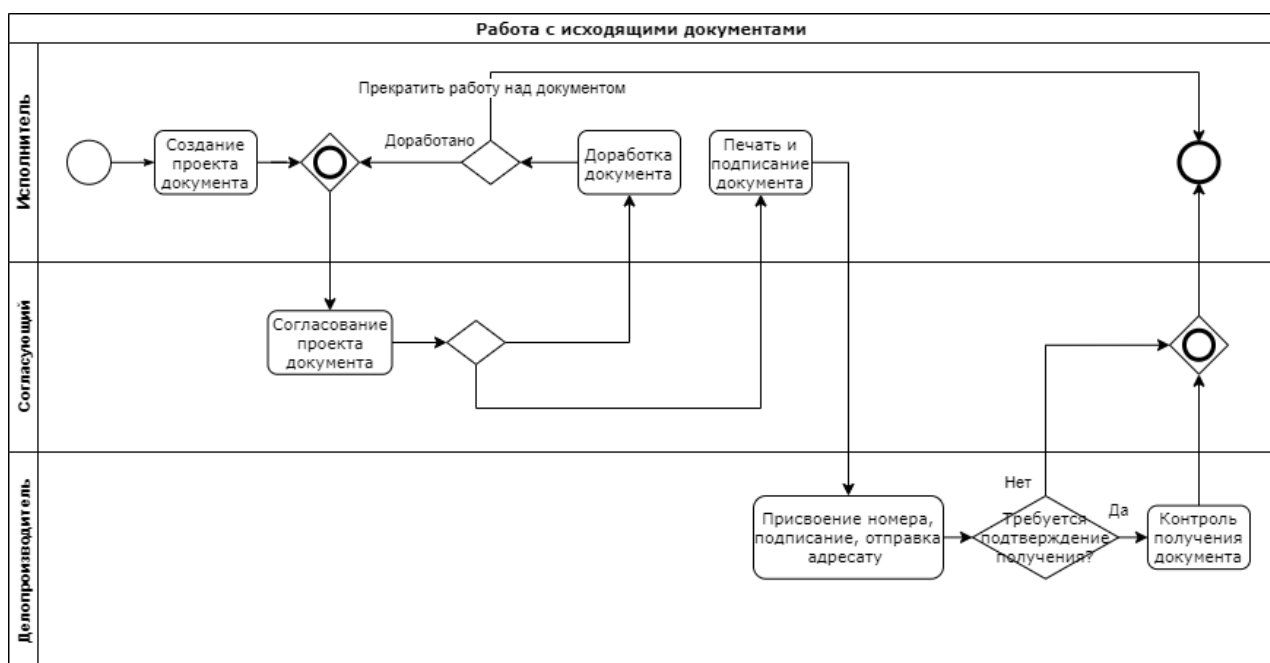 Работа с исходящими документами
Исполнитель
Прекратить работу над документом
Создание
проекта
документа
Доработано
Доработка
документа
Печать и
подписание
документа
Согласующий
Согласование
проекта
документа
Делопроизводитель
Присвоение номера,
подписание, отправка
адресату
Нет
Требуется
подтверждение
получения?
Да
Контроль
получения
документа